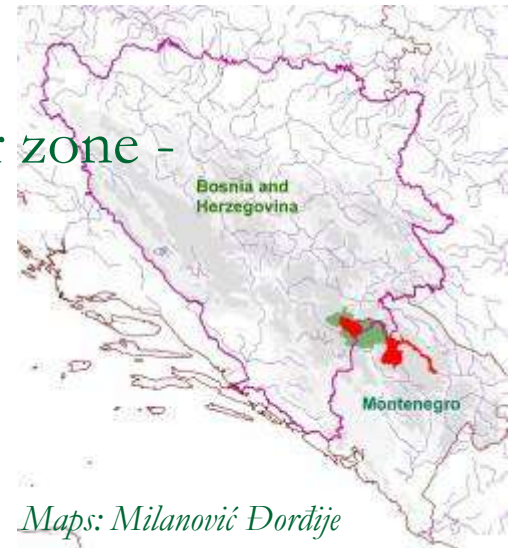 zone -
Bosnia and
Herzegovina
Montenegro
Maps: Milanović Đorđije